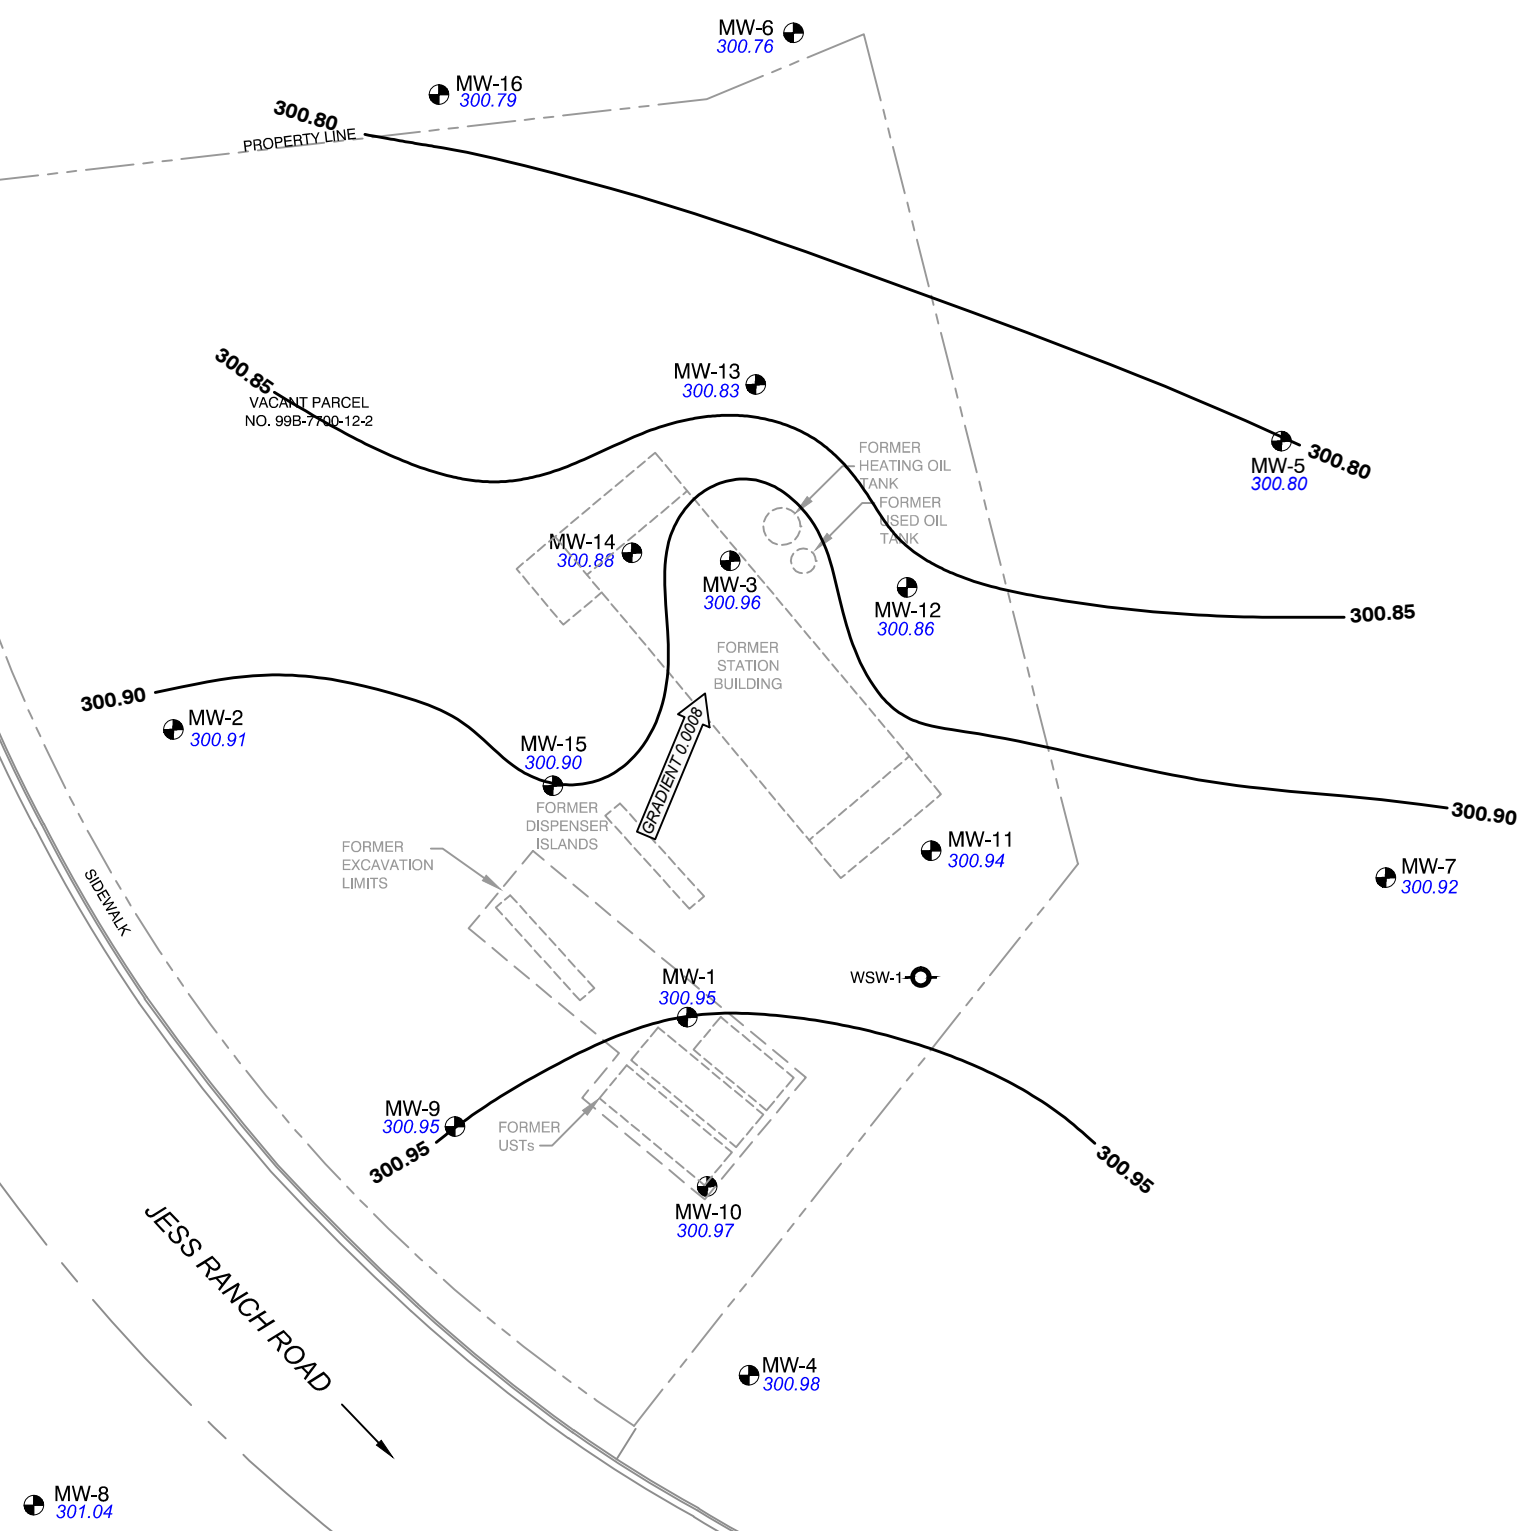 MW-6
300.76
MW-16
300.79
300.80
PROPERTY LINE
300.85
VACANT PARCEL
NO. 99B-7700-12-2
MW-13
300.83
FORMER
HEATING OIL
TANK
FORMER
USED OIL
TANK
MW-5
300.80
300.80
MW-14
300.88
MW-3
300.96
MW-12
300.86
300.85
FORMER
STATION
BUILDING
300.90
MW-2
300.91
MW-15
300.90
GRADIENT 0.0008
FORMER
DISPENSER
ISLANDS
300.90
FORMER
EXCAVATION
LIMITS
MW-11
300.94
MW-7
300.92
SIDEWALK
MW-1
300.95
WSW-1
MW-9
300.95
300.95
FORMER
USTs
300.95
MW-10
300.97
JESS RANCH ROAD
MW-4
300.98
MW-8
301.04